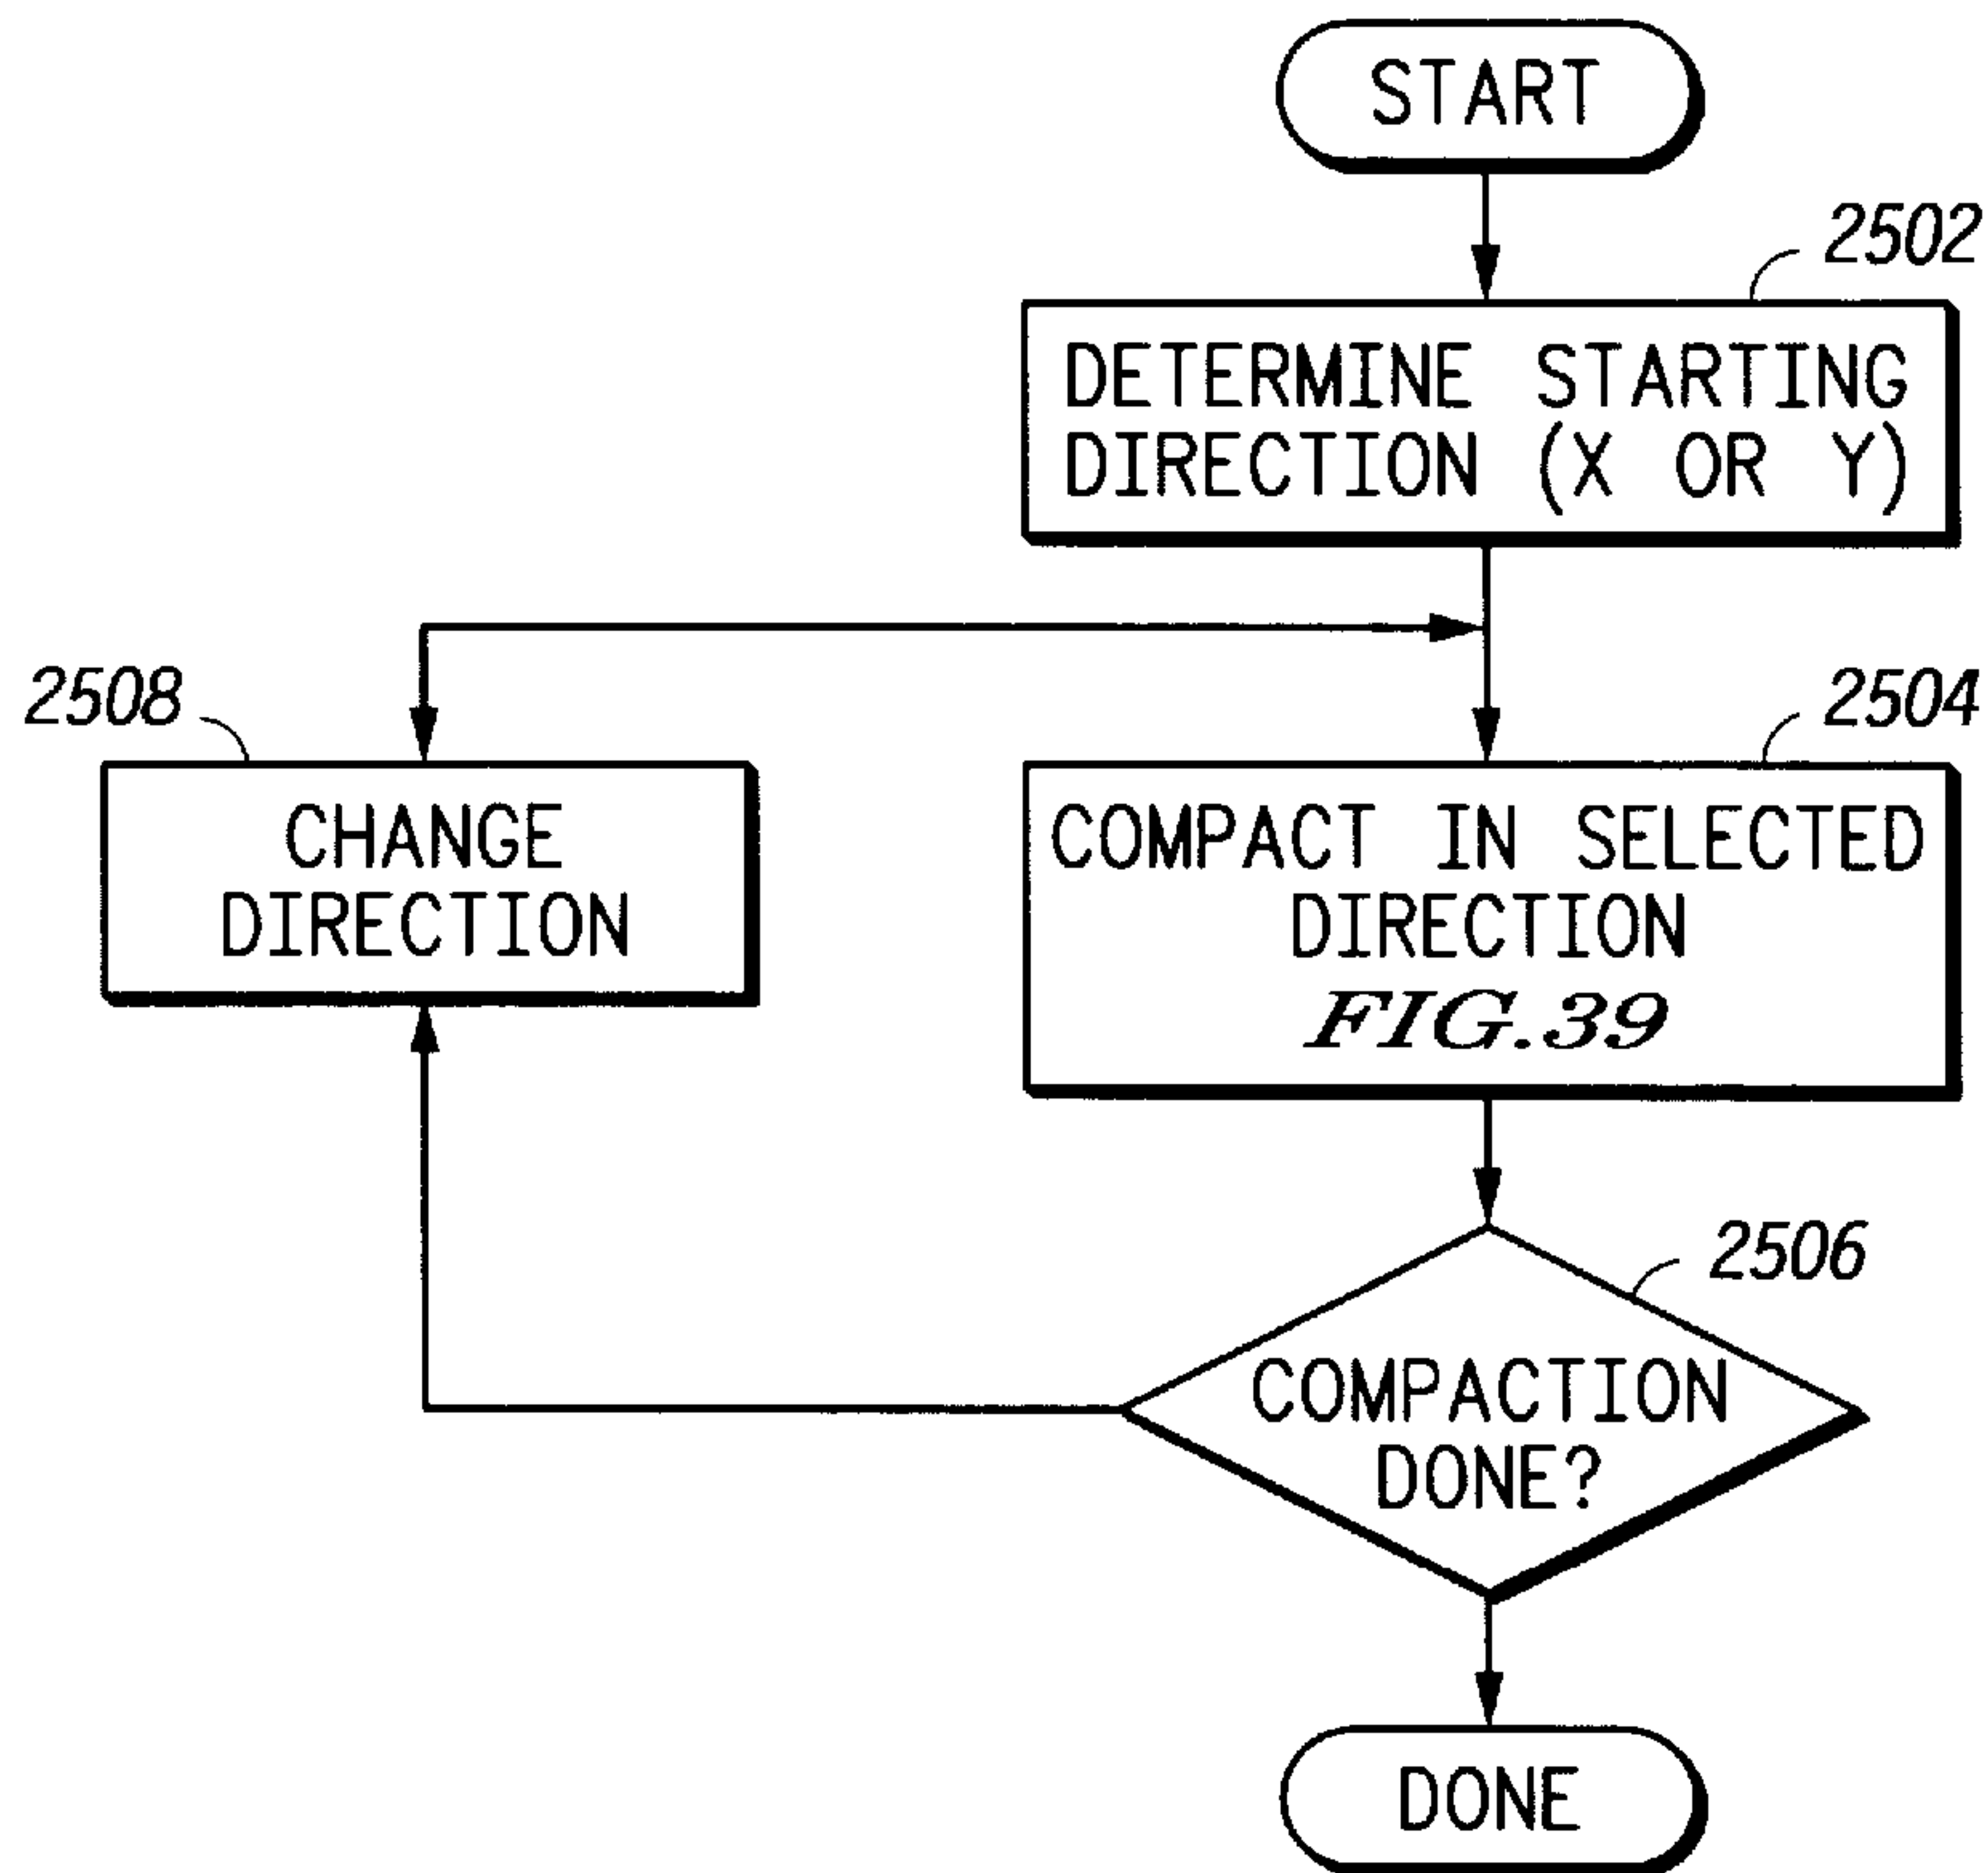 START
2502
DETERMINE STARTING
DIRECTION (X OR Y)
2508
2504
CHANGE
DIRECTION
COMPACT IN SELECTED
DIRECTION
FIG.39
2506
COMPACTION
DONE?
DONE